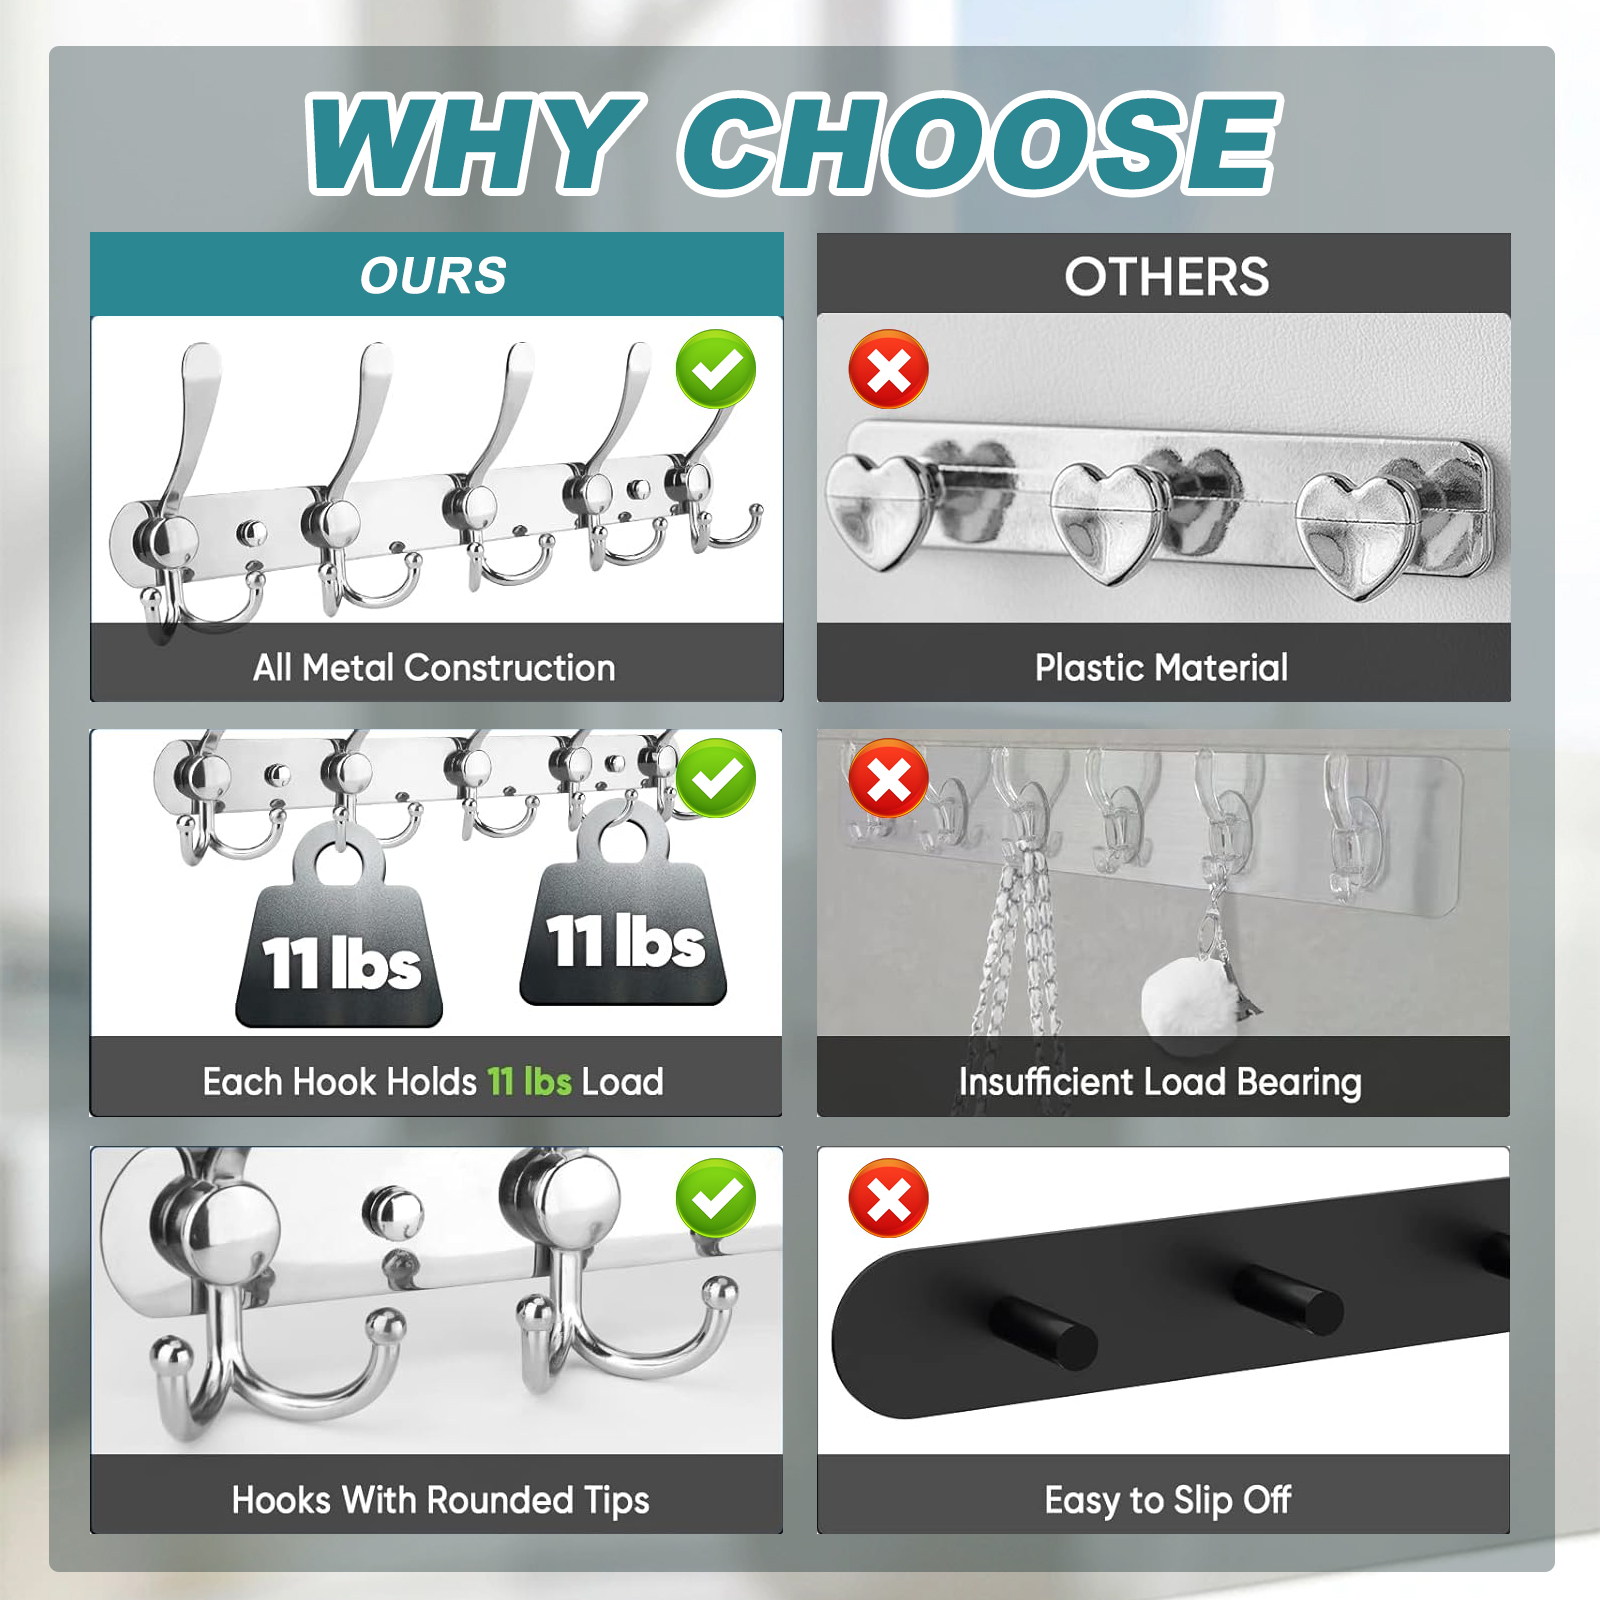 WHY CHOOSE
OURS
OTHERS
All Metal Construction
Plastic Material
11 lbs
11 lbs
Each Hook Holds 11 lbs Load
Insufficient Load Bearing
Hooks With Rounded Tips
Easy to Slip Off